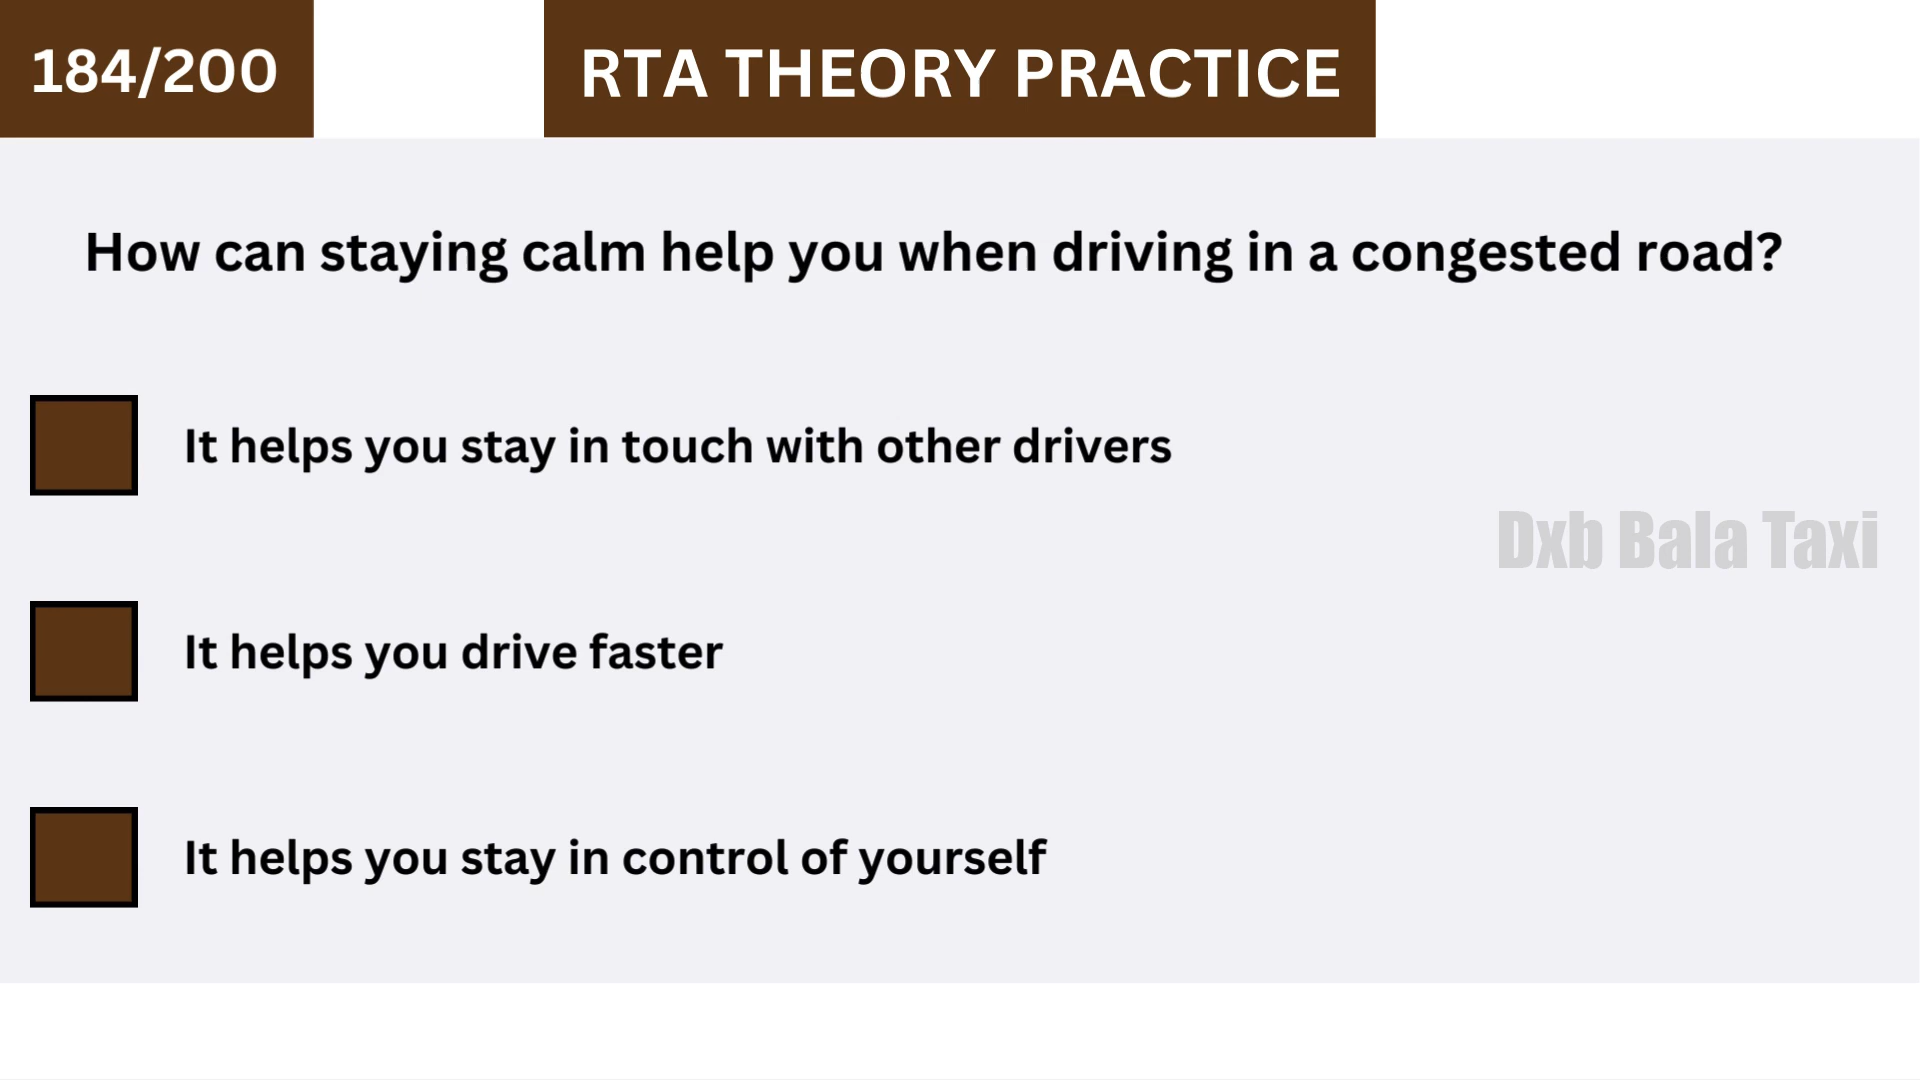 184/200
RTA THEORY PRACTICE
How can staying calm help you when driving in a congested road?
It helps you stay in touch with other drivers
Dxb Bala Taxi
It helps you drive faster
It helps you stay in control of yourself